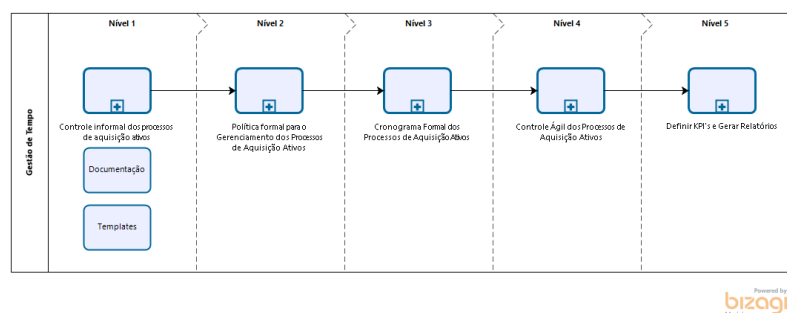 Nível 1
Nível 2
Nível 3
Nível 4
Nível 5
Gestão de Tempo
Controle informal dos processos
de aquisição ativos
Política formal para o
Gerenciamento dos Processos
de Aquisição Ativos
Cronograma Formal dos
Processos de Aquisição Ativos
Controle Ágil dos Processos de
Aquisição Ativos
Definir KPI's e Gerar Relatórios
Documentação
Templates
Powered by
bizagi